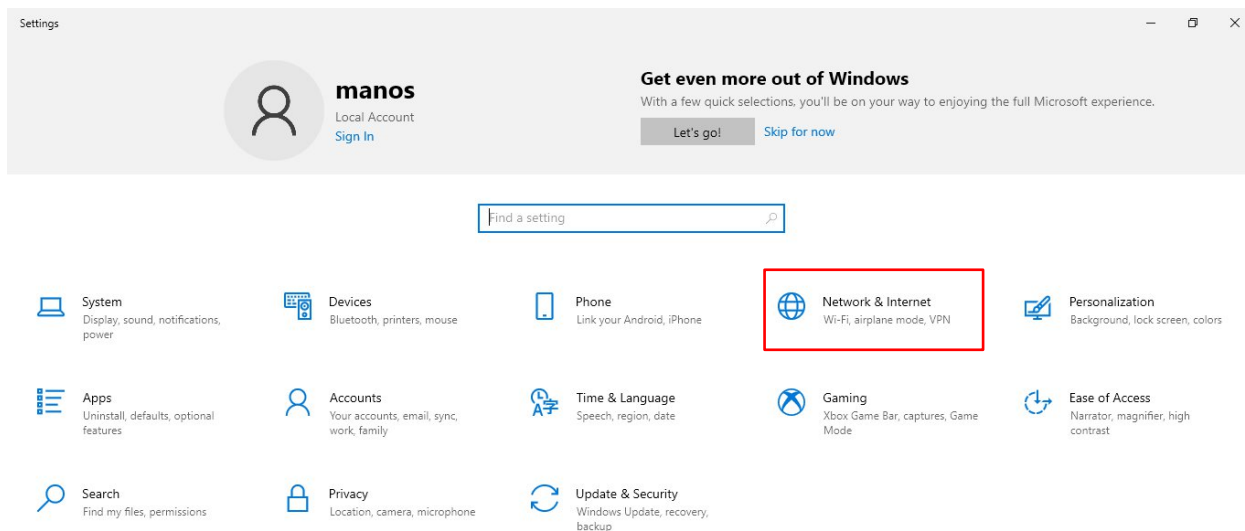 Settings
manos
Local Account
Sign In
Get even more out of Windows
With a few quick selections, you'll be on your way to enjoying the full Microsoft experience.
Let's go!
Skip for now
Find a setting
System
Display, sound, notifications,
power
Devices
Bluetooth, printers, mouse
Phone
Link your Android, iPhone
Network & Internet
Wi-Fi, airplane mode, VPN
Personalization
Background, lock screen, colors
Apps
Uninstall, defaults, optional
features
Accounts
Your accounts, email, sync,
work, family
Time & Language
Speech, region, date
Gaming
Xbox Game Bar, captures, Game
Mode
Ease of Access
Narrator, magnifier, high
contrast
Search
Find my files, permissions
Privacy
Location, camera, microphone
Update & Security
Windows Update, recovery,
backup